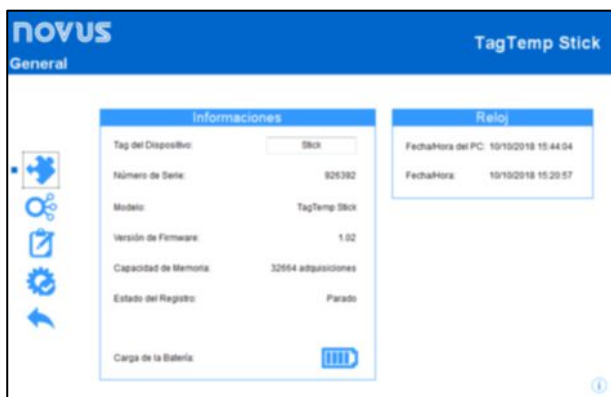 novus
TagTemp Stick
General
Informaciones
Tag del Dispositivo: Stick
Número de Serie: 926392
Modelo: TagTemp Stick
Versión de Firmware: 1.02
Capacidad de Memoria: 32664 adquisiciones
Estado del Registro: Parado
Carga de la Batería:
Reloj
Fecha/Hora del PC: 10/10/2018 15:44:04
Fecha/Hora: 10/10/2018 15:20:57